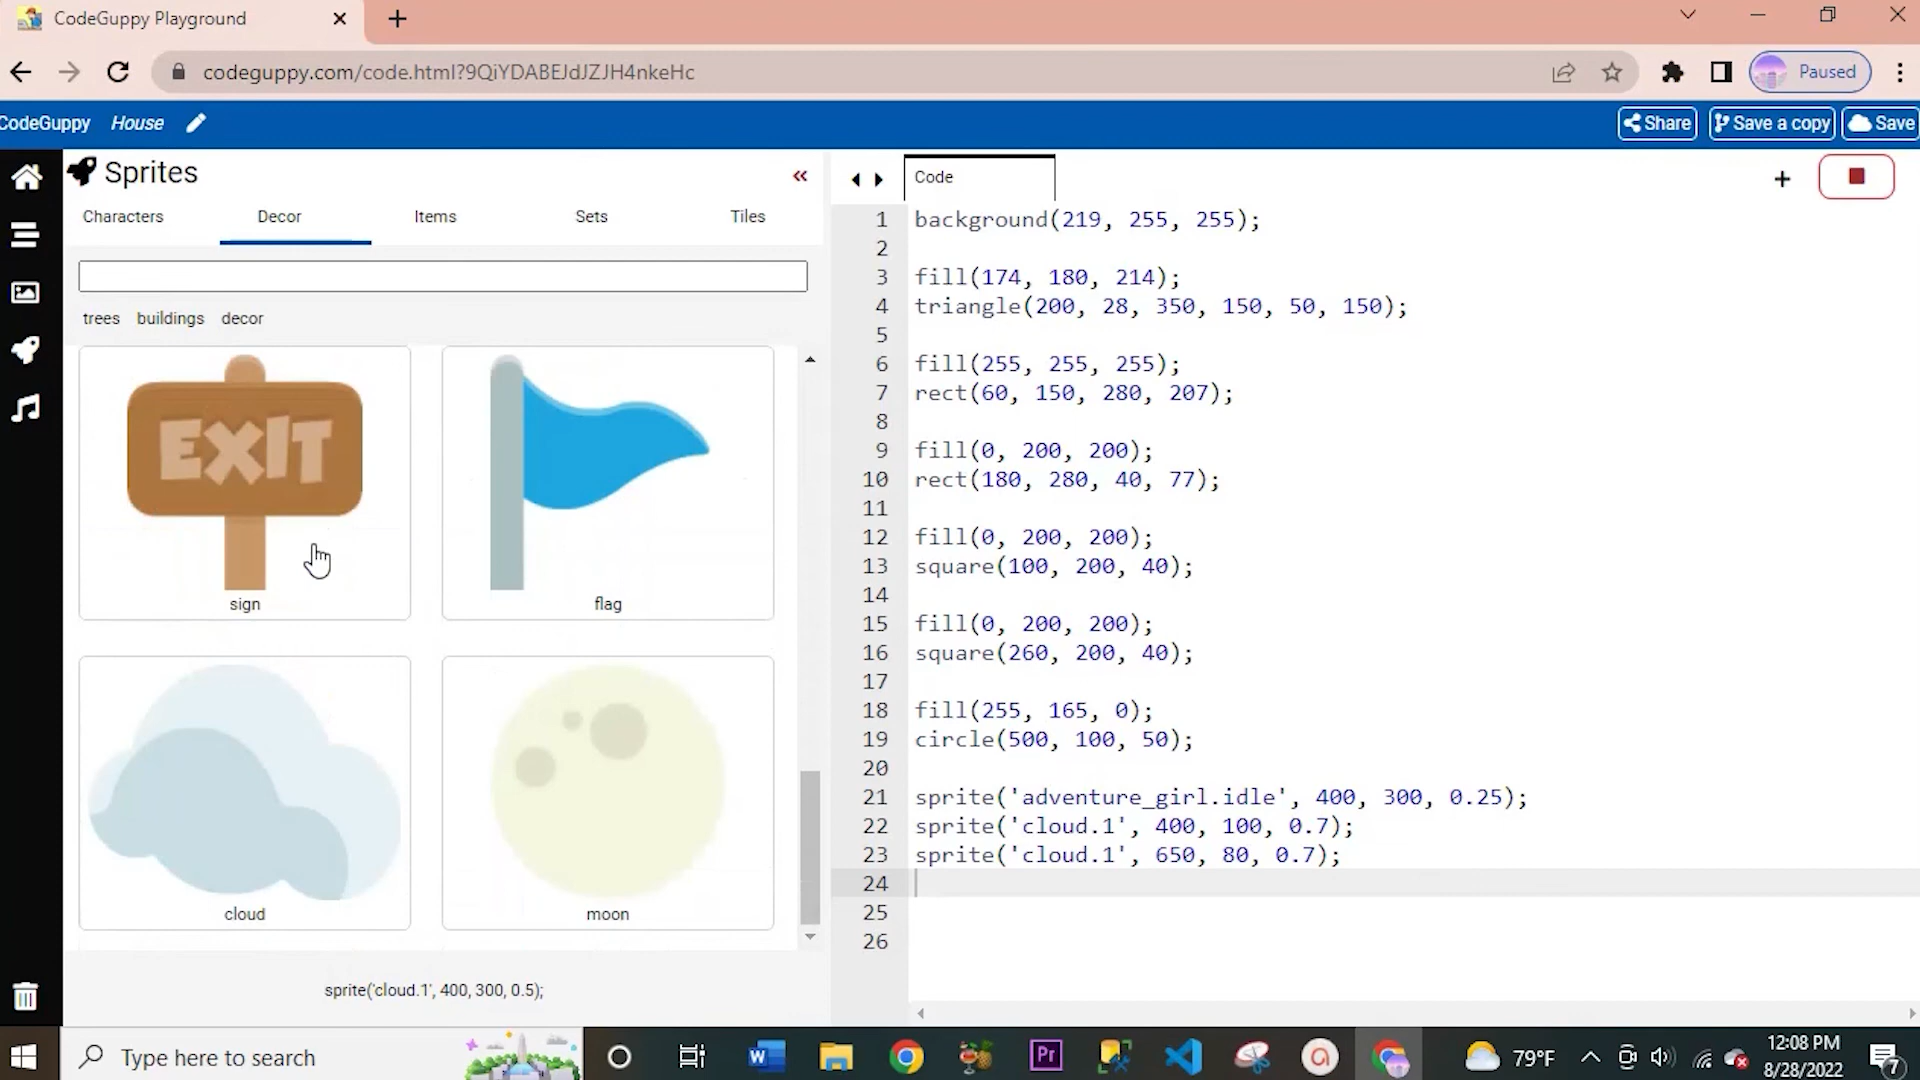 CodeGuppy Playground
codeguppy.com/code.html?9QiYDABEJdJZJH4nkeHc
Paused
CodeGuppy House
Share
Save a copy
Save
Sprites
Characters Decor Items Sets Tiles
trees buildings decor
EXIT
sign
flag
cloud
moon
sprite('cloud.1', 400, 300, 0.5);
Code
1 background(219, 255, 255);
2
3 fill(174, 180, 214);
4 triangle(200, 28, 350, 150, 50, 150);
5
6 fill(255, 255, 255);
7 rect(60, 150, 280, 207);
8
9 fill(0, 200, 200);
10 rect(180, 280, 40, 77);
11
12 fill(0, 200, 200);
13 square(100, 200, 40);
14
15 fill(0, 200, 200);
16 square(260, 200, 40);
17
18 fill(255, 165, 0);
19 circle(500, 100, 50);
20
21 sprite('adventure_girl.idle', 400, 300, 0.25);
22 sprite('cloud.1', 400, 100, 0.7);
23 sprite('cloud.1', 650, 80, 0.7);
24
25
26
Type here to search
W
Pr
a
79°F
12:08 PM
8/28/2022
7